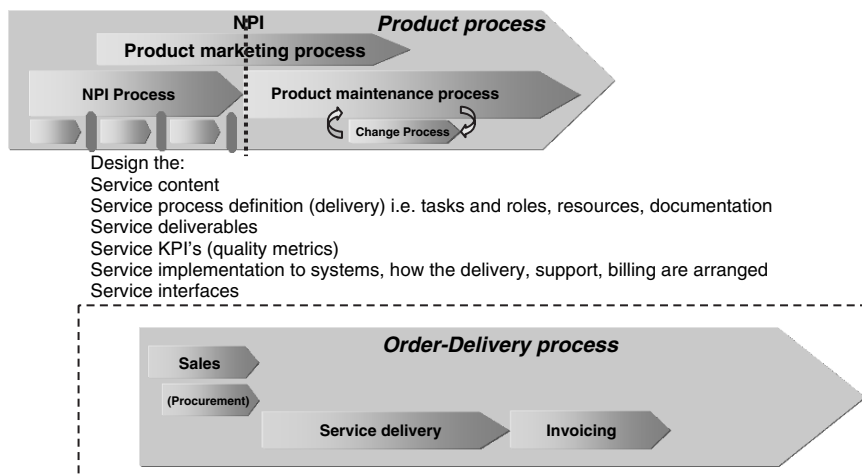 NPI
Product process
Product marketing process
NPI Process
Product maintenance process
Change Process
Design the:
Service content
Service process definition (delivery) i.e. tasks and roles, resources, documentation
Service deliverables
Service KPI's (quality metrics)
Service implementation to systems, how the delivery, support, billing are arranged
Service interfaces
Order-Delivery process
Sales
(Procurement)
Service delivery
Invoicing